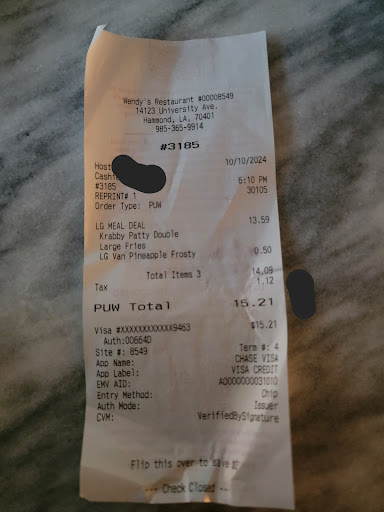 Wendy's Restaurant #00008549
14123 University Ave.
Hammond, LA, 70401
985-365-9914
#3185
Host 10/10/2024
Cashi
#3185 6:10 PM
REPRINT# 1 30105
Order Type: PUW
LG MEAL DEAL 13.59
Krabby Patty Double
Large Fries
LG Van Pineapple Frosty 0.50
Total Items 3 14.09
Tax 1.12
PUW Total 15.21
Visa #XXXXXXXXXXXX9463 $15.21
Auth:00664D
Site #: 8549 Term #: 4
App Name: CHASE VISA
App Label: VISA CREDIT
EMV AID: A0000000031010
Entry Method: Chip
Auth Mode: Issuer
CVM: VerifiedBySignature
Flip this over to save $2
--- Check Closed ---